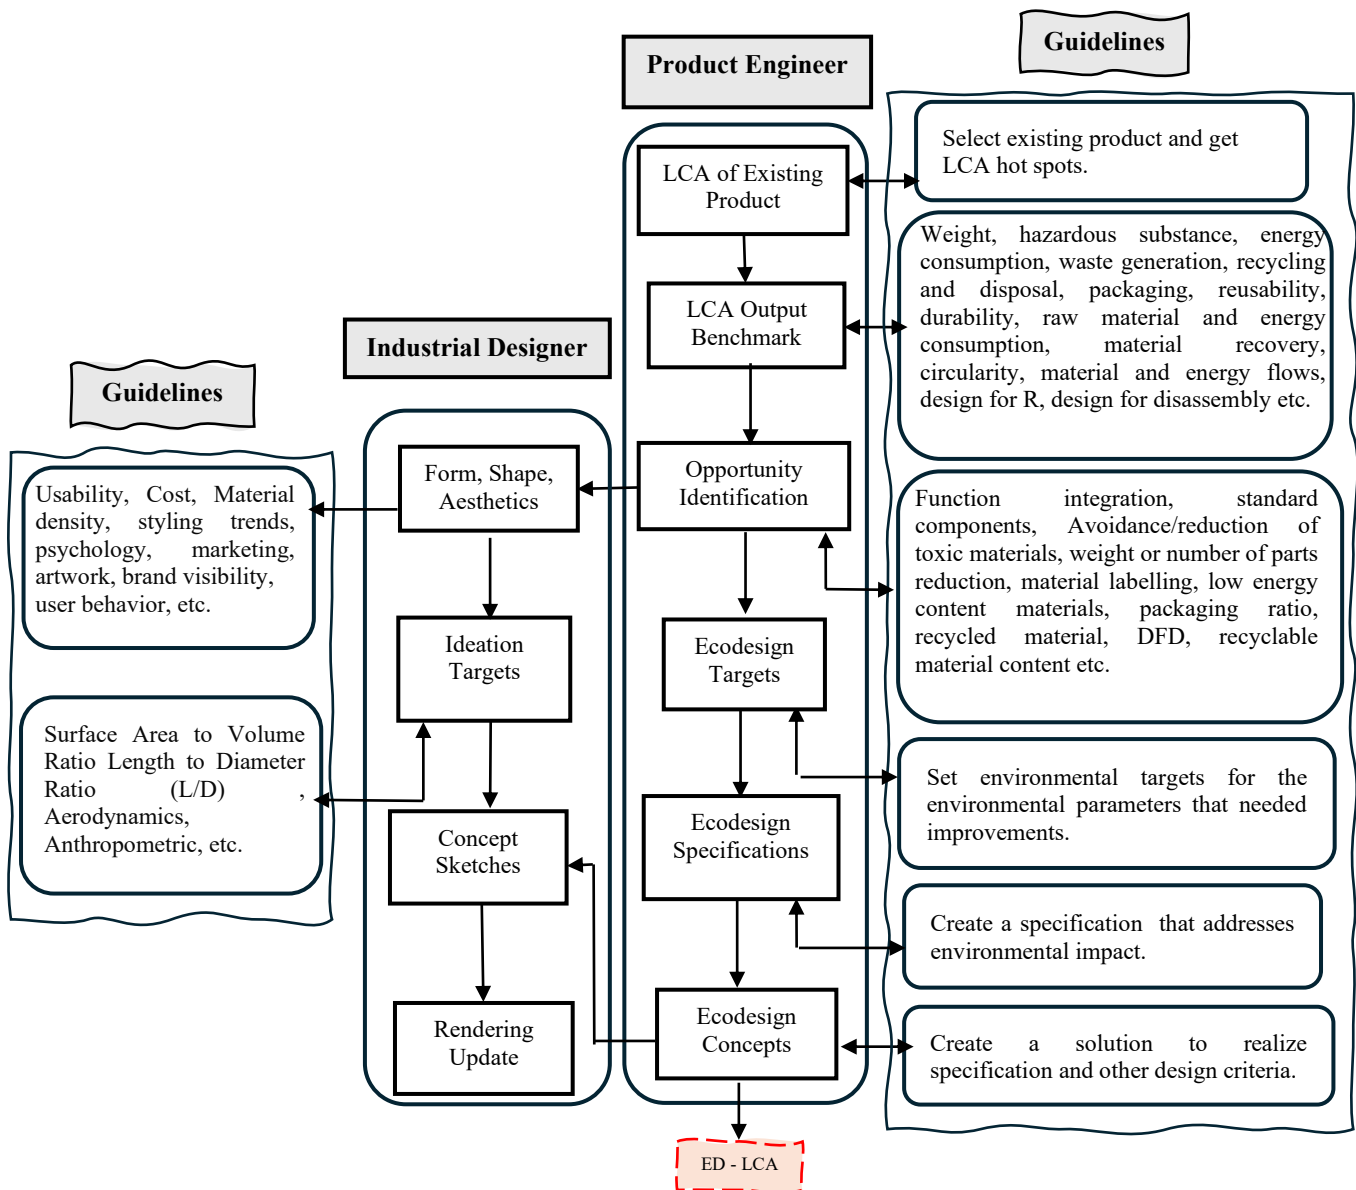 Guidelines
Product Engineer
Select existing product and get
LCA hot spots.
LCA of Existing
Product
Weight, hazardous substance, energy
consumption, waste generation, recycling
and disposal, packaging, reusability,
durability, raw material and energy
consumption, material recovery,
circularity, material and energy flows,
design for R, design for disassembly etc.
LCA Output
Benchmark
Industrial Designer
Guidelines
Form, Shape,
Aesthetics
Opportunity
Identification
Usability, Cost, Material
density, styling trends,
psychology, marketing,
artwork, brand visibility,
user behavior, etc.
Function integration, standard
components, Avoidance/reduction of
toxic materials, weight or number of parts
reduction, material labelling, low energy
content materials, packaging ratio,
recycled material, DFD, recyclable
material content etc.
Ideation
Targets
Ecodesign
Targets
Surface Area to Volume
Ratio Length to Diameter
Ratio (L/D) ,
Aerodynamics,
Anthropometric, etc.
Set environmental targets for the
environmental parameters that needed
improvements.
Concept
Sketches
Ecodesign
Specifications
Create a specification that addresses
environmental impact.
Rendering
Update
Ecodesign
Concepts
Create a solution to realize
specification and other design criteria.
ED - LCA